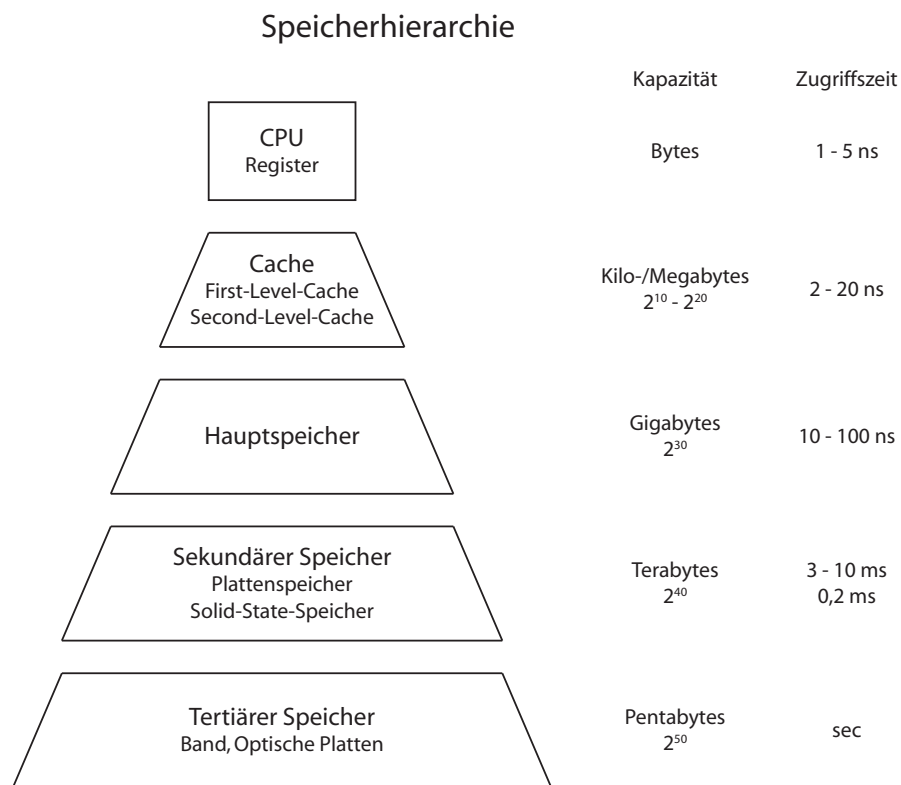 Speicherhierarchie
Kapazität Zugriffszeit
CPU
Register
Bytes 1 - 5 ns
Cache
First-Level-Cache
Second-Level-Cache
Kilo-/Megabytes
2¹⁰ - 2²⁰
2 - 20 ns
Hauptspeicher
Gigabytes
2³⁰
10 - 100 ns
Sekundärer Speicher
Plattenspeicher
Solid-State-Speicher
Terabytes
2⁴⁰
3 - 10 ms
0,2 ms
Tertiärer Speicher
Band, Optische Platten
Pentabytes
2⁵⁰
sec